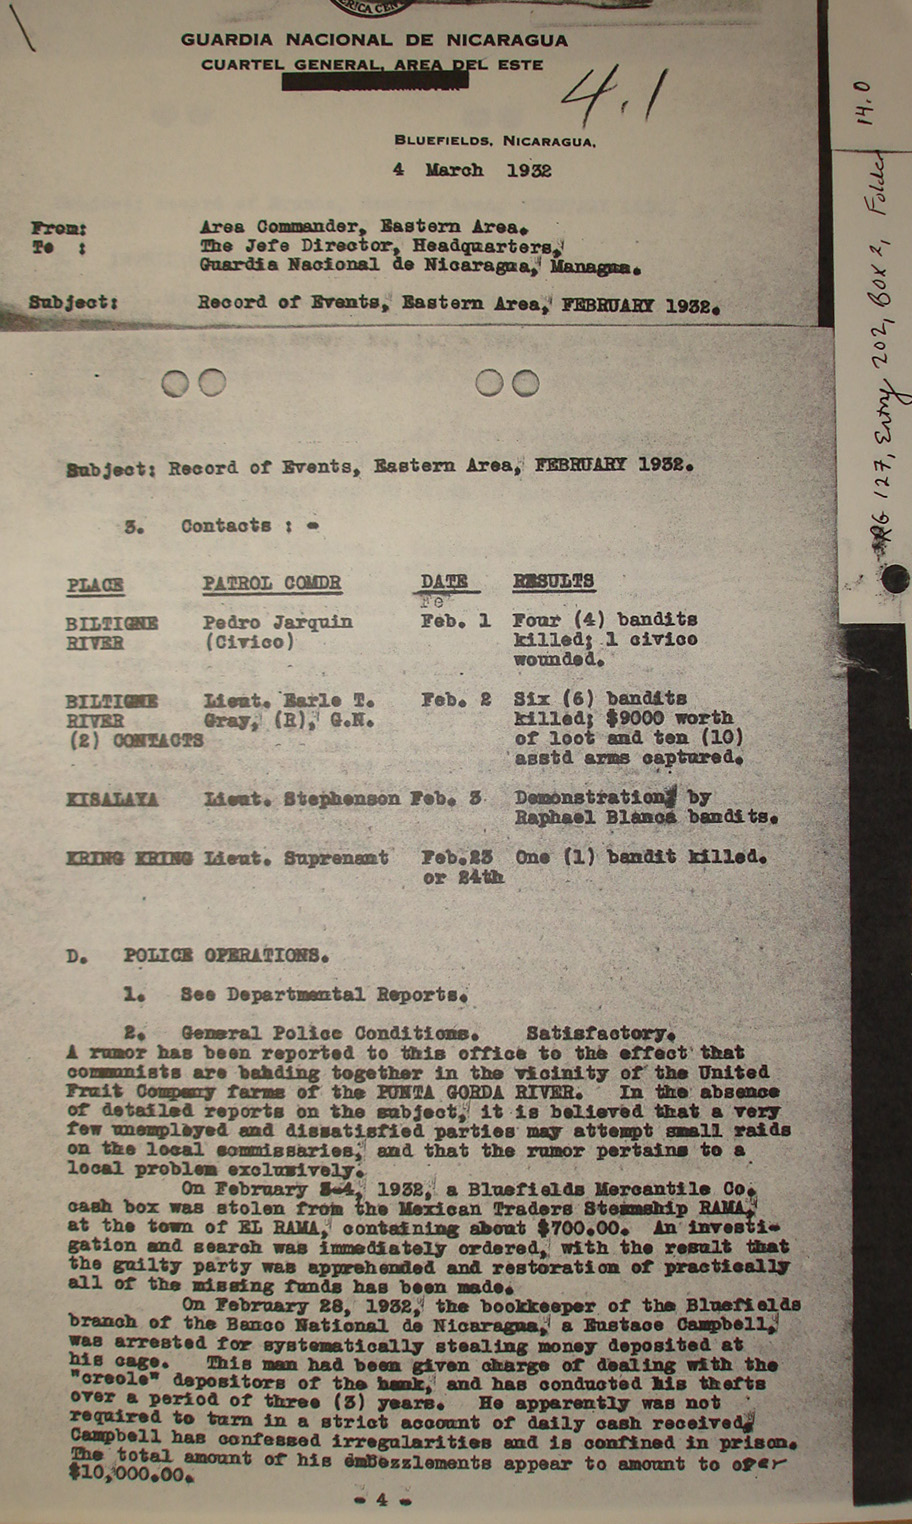 GUARDIA NACIONAL DE NICARAGUA
CUARTEL GENERAL, AREA DEL ESTE
4.1
BLUEFIELDS, NICARAGUA,
4 March 1932
From: Area Commander, Eastern Area.
To : The Jefe Director, Headquarters,
Guardia Nacional de Nicaragua, Managua.
Subject: Record of Events, Eastern Area, FEBRUARY 1932.
RG 127, Entry 202, Box 2, Folder 14.0
Subject: Record of Events, Eastern Area, FEBRUARY 1932.
3. Contacts : -
PLACE PATROL COMDR DATE RESULTS
BILTIGNE Pedro Jarquin Feb. 1 Four (4) bandits
RIVER (Civico) killed; 1 civico
wounded.
BILTIGNE Lieut. Earle T. Feb. 2 Six (6) bandits
RIVER Gray, (R), G.N. killed; $9000 worth
(2) CONTACTS of loot and ten (10)
asstd arms captured.
KISALAYA Lieut. Stephenson Feb. 3 Demonstration by
Raphael Blanca bandits.
KRING KRING Lieut. Suprenant Feb.23 One (1) bandit killed.
or 24th
D. POLICE OPERATIONS.
1. See Departmental Reports.
2. General Police Conditions. Satisfactory.
A rumor has been reported to this office to the effect that
communists are banding together in the vicinity of the United
Fruit Company farms of the PUNTA GORDA RIVER. In the absence
of detailed reports on the subject, it is believed that a very
few unemployed and dissatisfied parties may attempt small raids
on the local commissaries, and that the rumor pertains to a
local problem exclusively.
On February 3-4, 1932, a Bluefields Mercantile Co.
cash box was stolen from the Mexican Traders Steamship RAMA,
at the town of EL RAMA, containing about $700.00. An investi-
gation and search was immediately ordered, with the result that
the guilty party was apprehended and restoration of practically
all of the missing funds has been made.
On February 28, 1932, the bookkeeper of the Bluefields
branch of the Banco National de Nicaragua, a Eustace Campbell,
was arrested for systematically stealing money deposited at
his cage. This man had been given charge of dealing with the
"creole" depositors of the bank, and has conducted his thefts
over a period of three (3) years. He apparently was not
required to turn in a strict account of daily cash received.
Campbell has confessed irregularities and is confined in prison.
The total amount of his embezzlements appear to amount to over
$10,000.00.
- 4 -